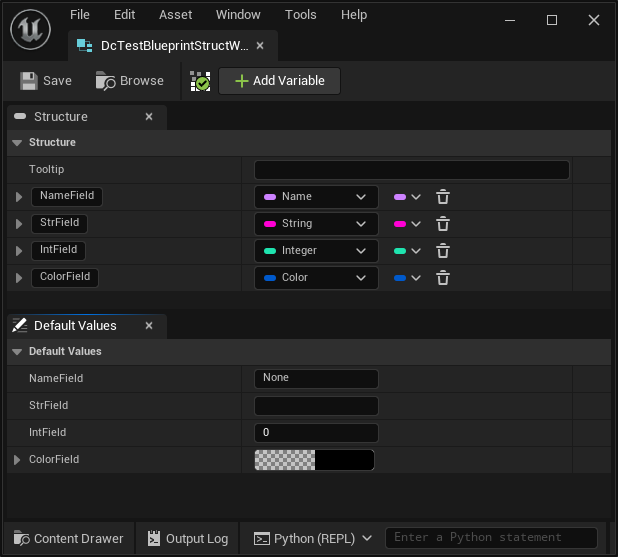 File Edit Asset Window Tools Help
DcTestBlueprintStructW...
Save Browse Add Variable
Structure
Structure
Tooltip
NameField Name
StrField String
IntField Integer
ColorField Color
Default Values
Default Values
NameField None
StrField
IntField 0
ColorField
Content Drawer Output Log Python (REPL) Enter a Python statement